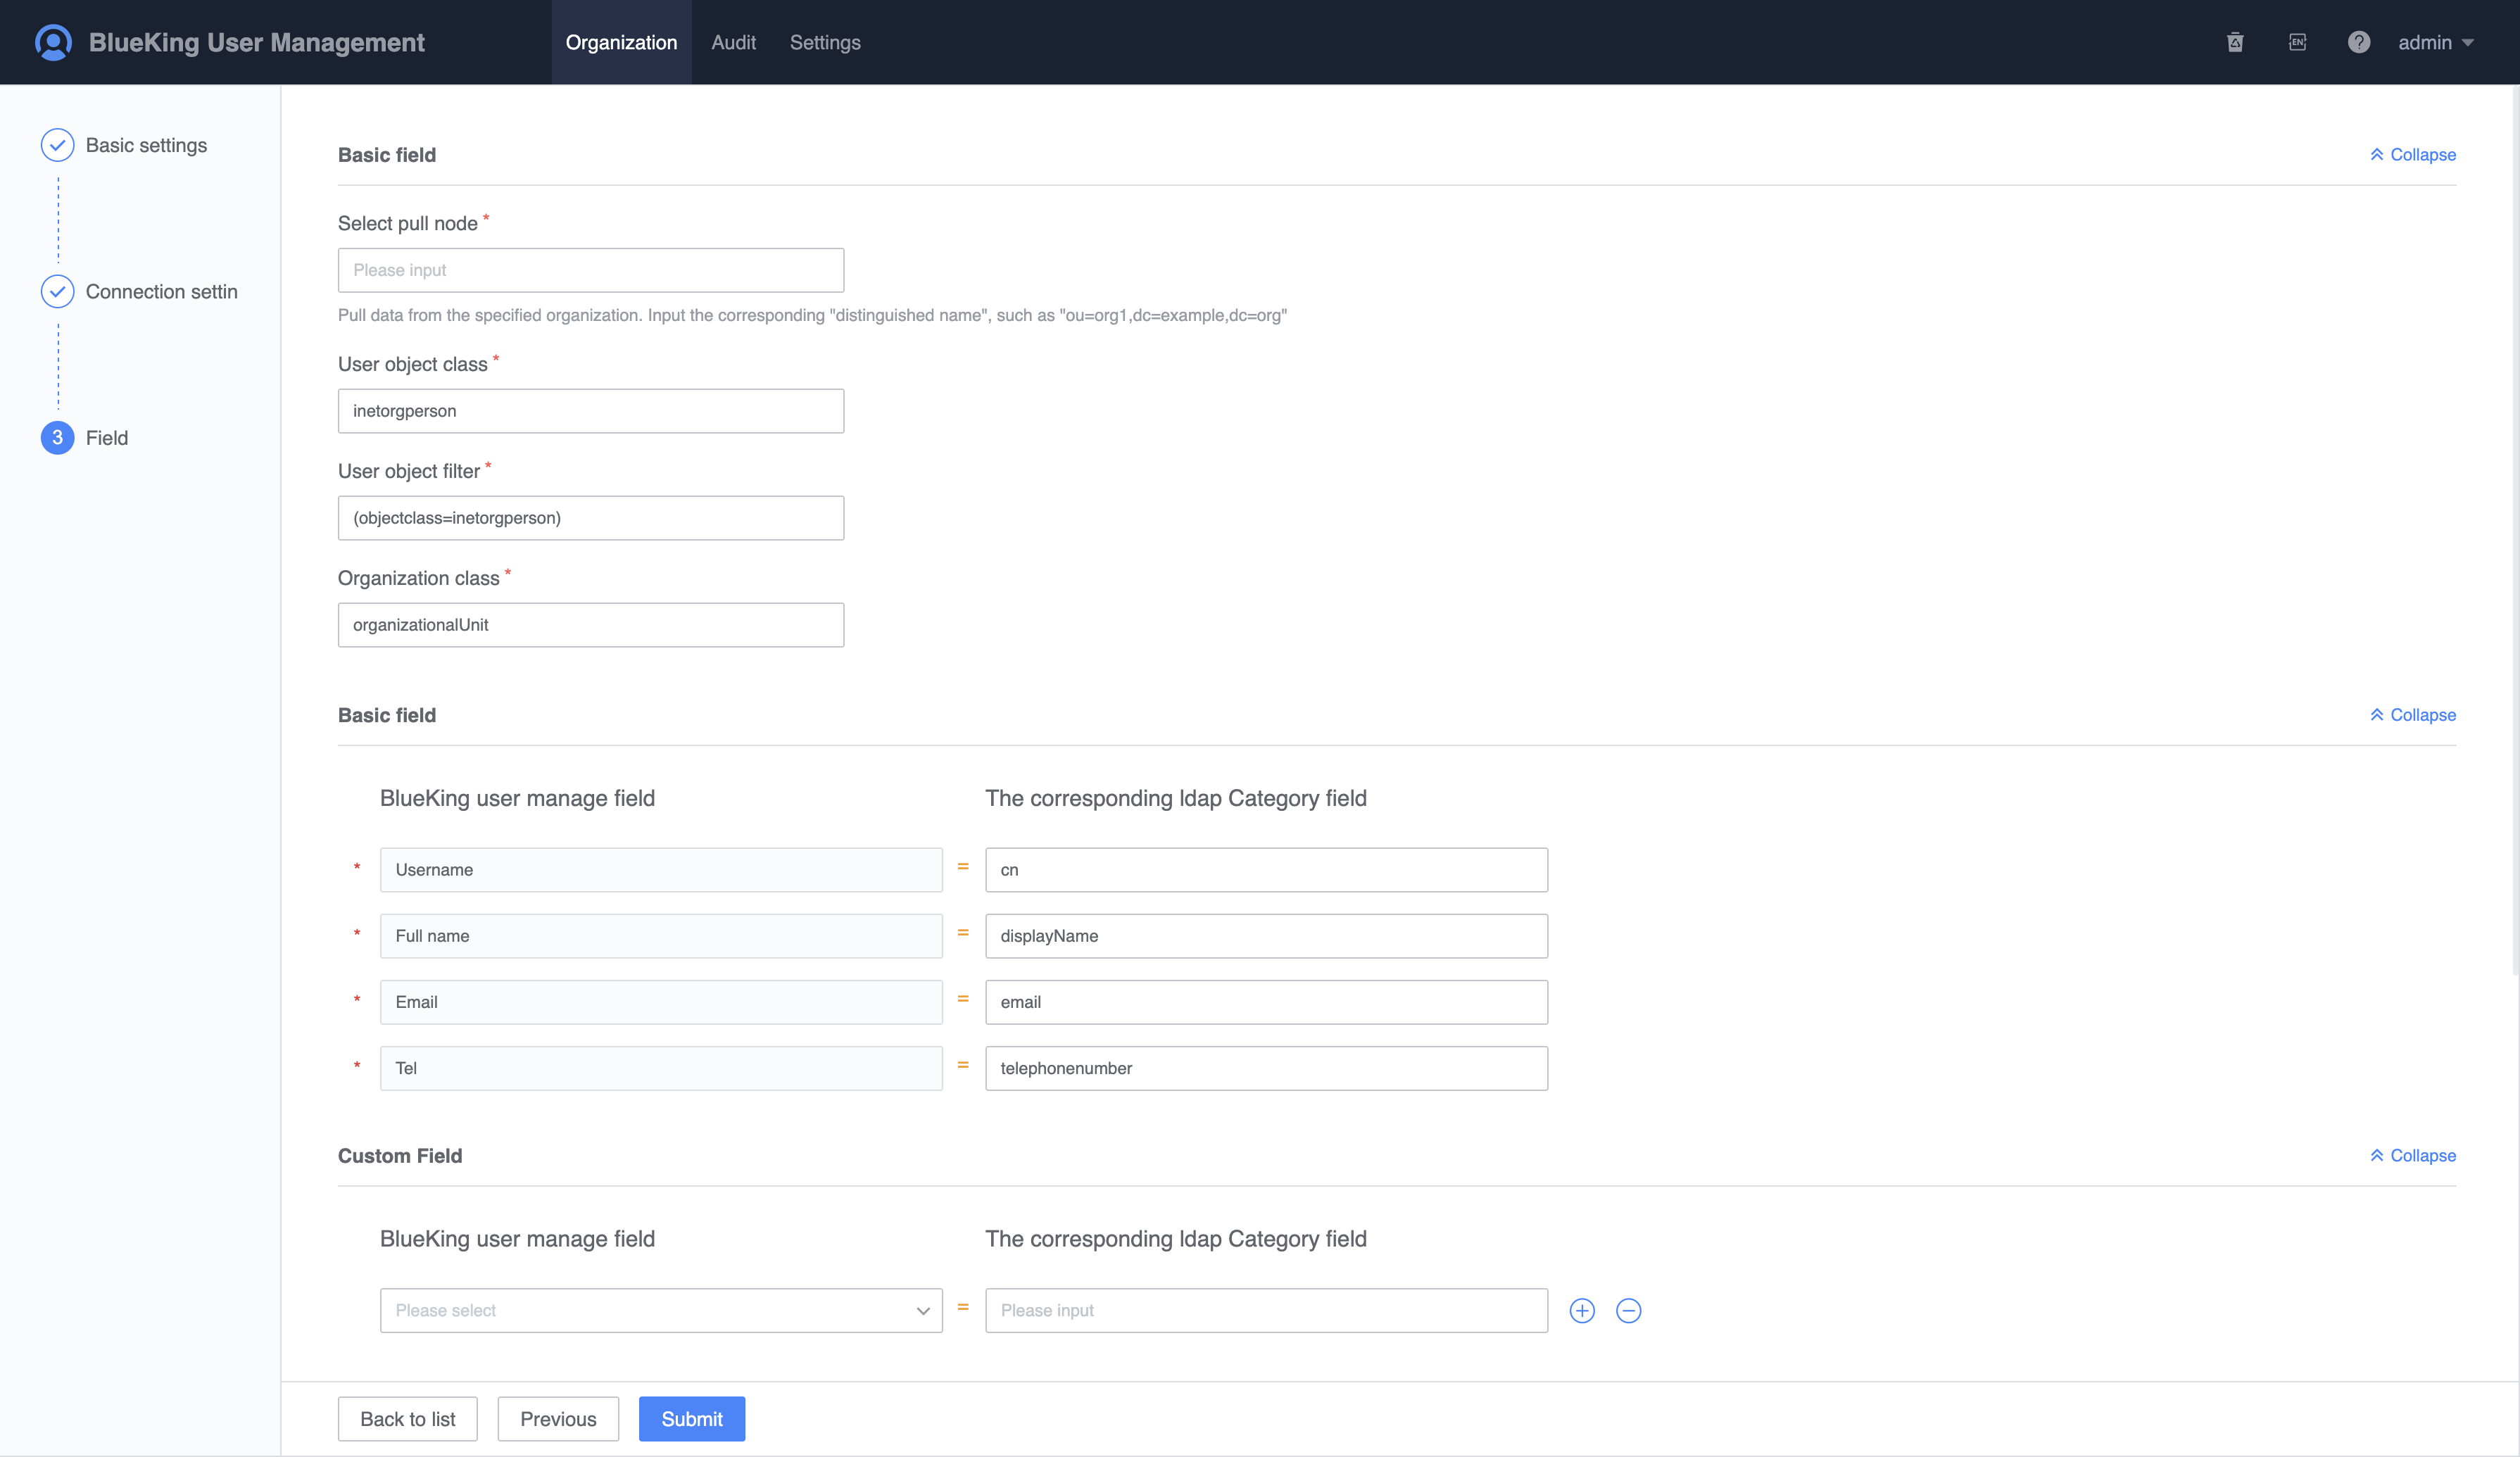 BlueKing User Management
Organization
Audit
Settings
EN
?
admin
Basic settings
Connection settin
3
Field
Basic field
Collapse
Select pull node *
Please input
Pull data from the specified organization. Input the corresponding "distinguished name", such as "ou=org1,dc=example,dc=org"
User object class *
inetorgperson
User object filter *
(objectclass=inetorgperson)
Organization class *
organizationalUnit
Basic field
Collapse
BlueKing user manage field
The corresponding ldap Category field
* Username = cn
* Full name = displayName
* Email = email
* Tel = telephonenumber
Custom Field
Collapse
BlueKing user manage field
The corresponding ldap Category field
Please select = Please input
Back to list
Previous
Submit